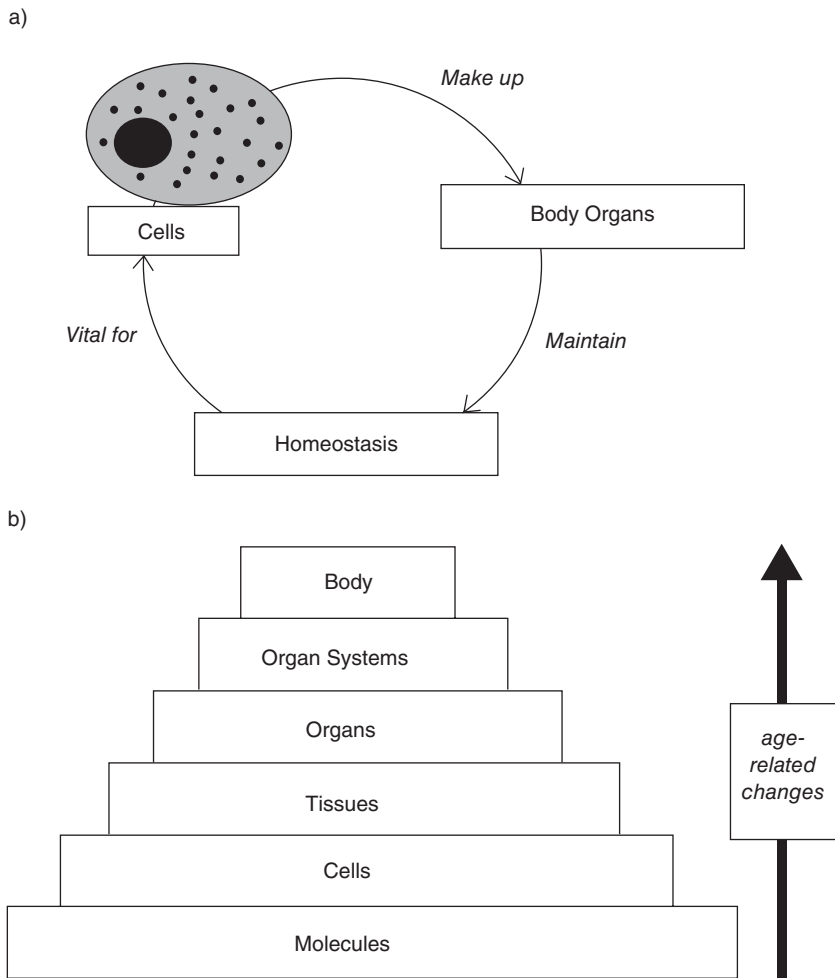 a)
Make up
Body Organs
Cells
Vital for
Maintain
Homeostasis
b)
Body
Organ Systems
Organs
Tissues
Cells
Molecules
age-
related
changes